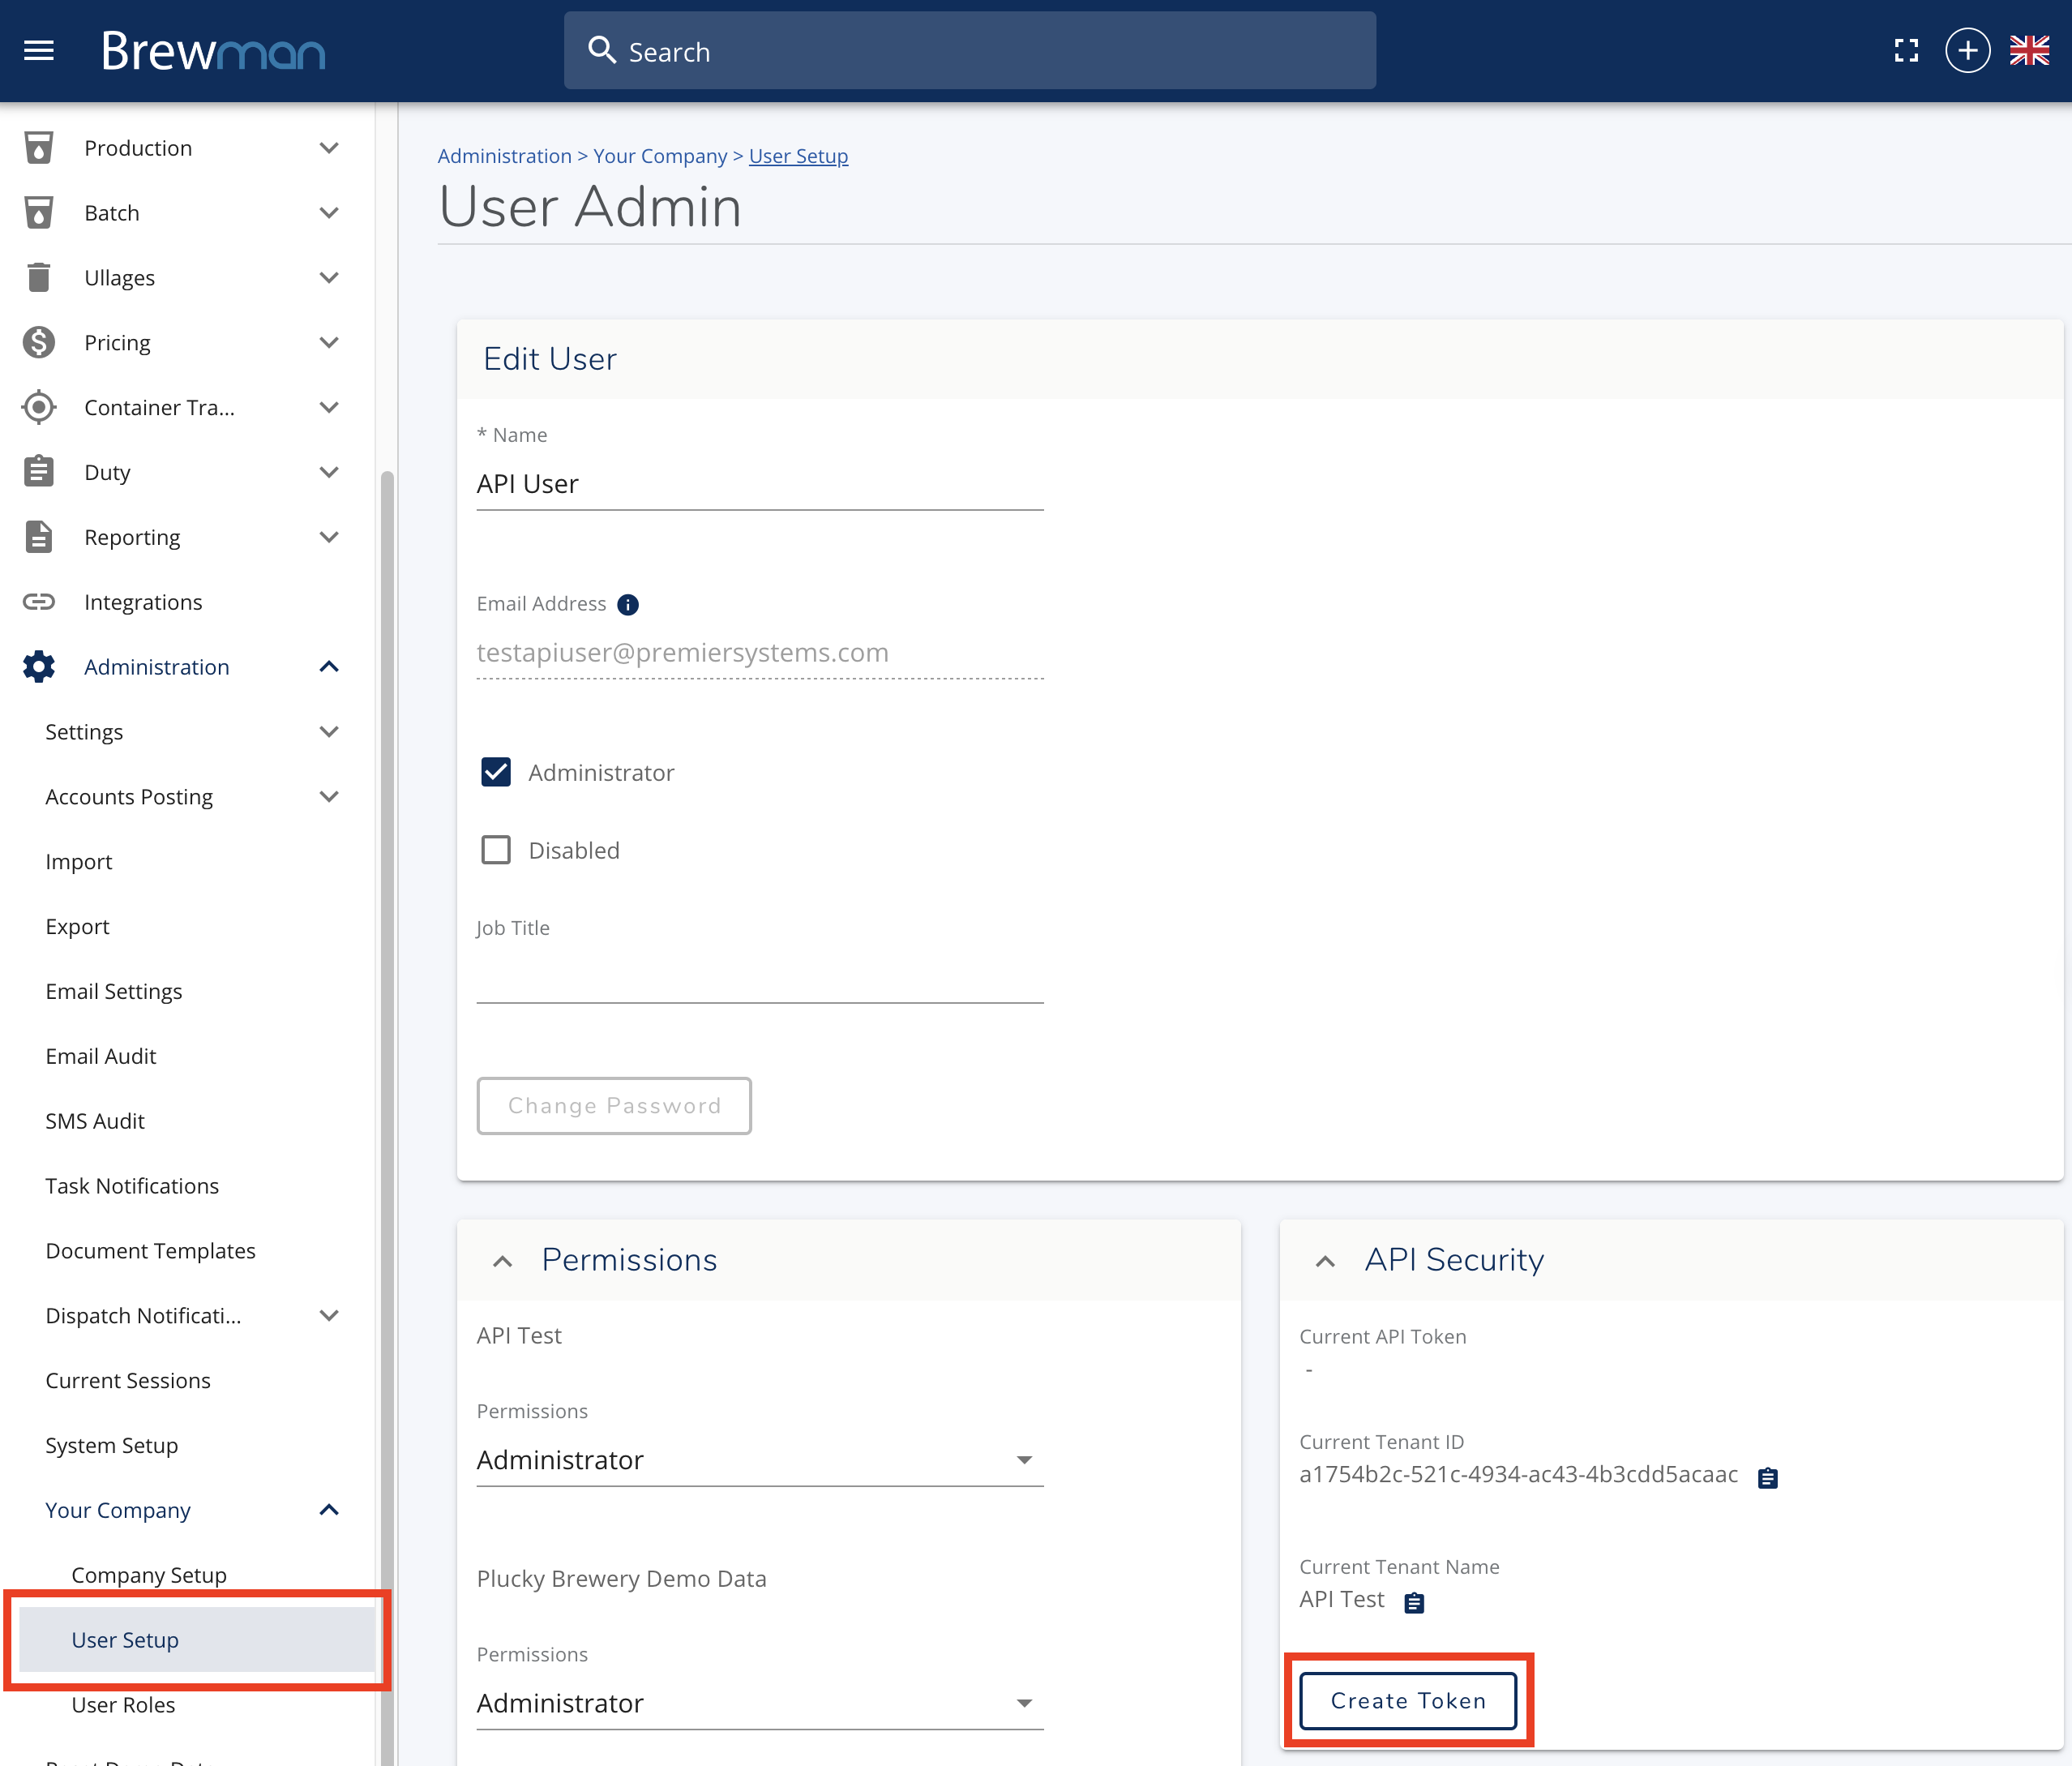 Brewman
Search
Production
Batch
Ullages
Pricing
Container Tra...
Duty
Reporting
Integrations
Administration
Settings
Accounts Posting
Import
Export
Email Settings
Email Audit
SMS Audit
Task Notifications
Document Templates
Dispatch Notificati...
Current Sessions
System Setup
Your Company
Company Setup
User Setup
User Roles
Administration > Your Company > User Setup
User Admin
Edit User
* Name
API User
Email Address
testapiuser@premiersystems.com
Administrator
Disabled
Job Title
Change Password
Permissions
API Test
Permissions
Administrator
Plucky Brewery Demo Data
Permissions
Administrator
API Security
Current API Token
-
Current Tenant ID
a1754b2c-521c-4934-ac43-4b3cdd5acaac
Current Tenant Name
API Test
Create Token